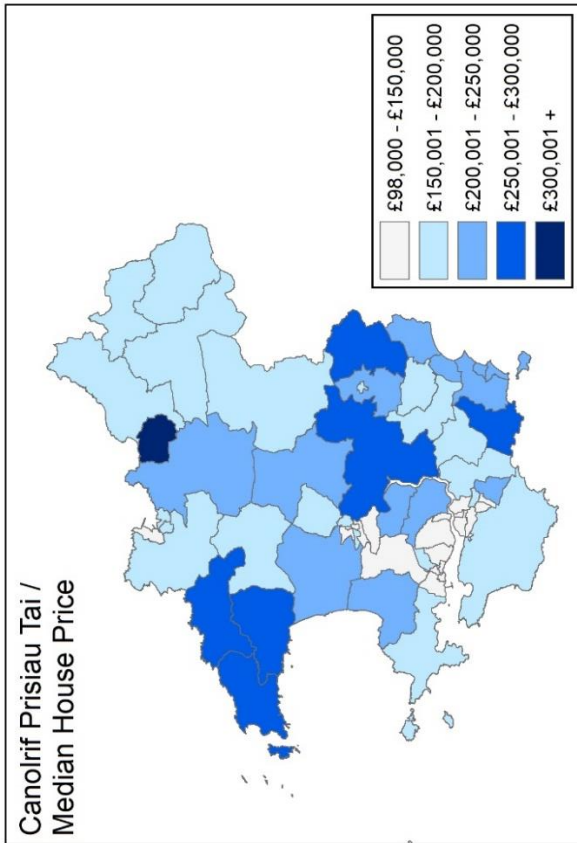 Canolrif Prisiau Tai /
Median House Price
£98,000 - £150,000
£150,001 - £200,000
£200,001 - £250,000
£250,001 - £300,000
£300,001 +